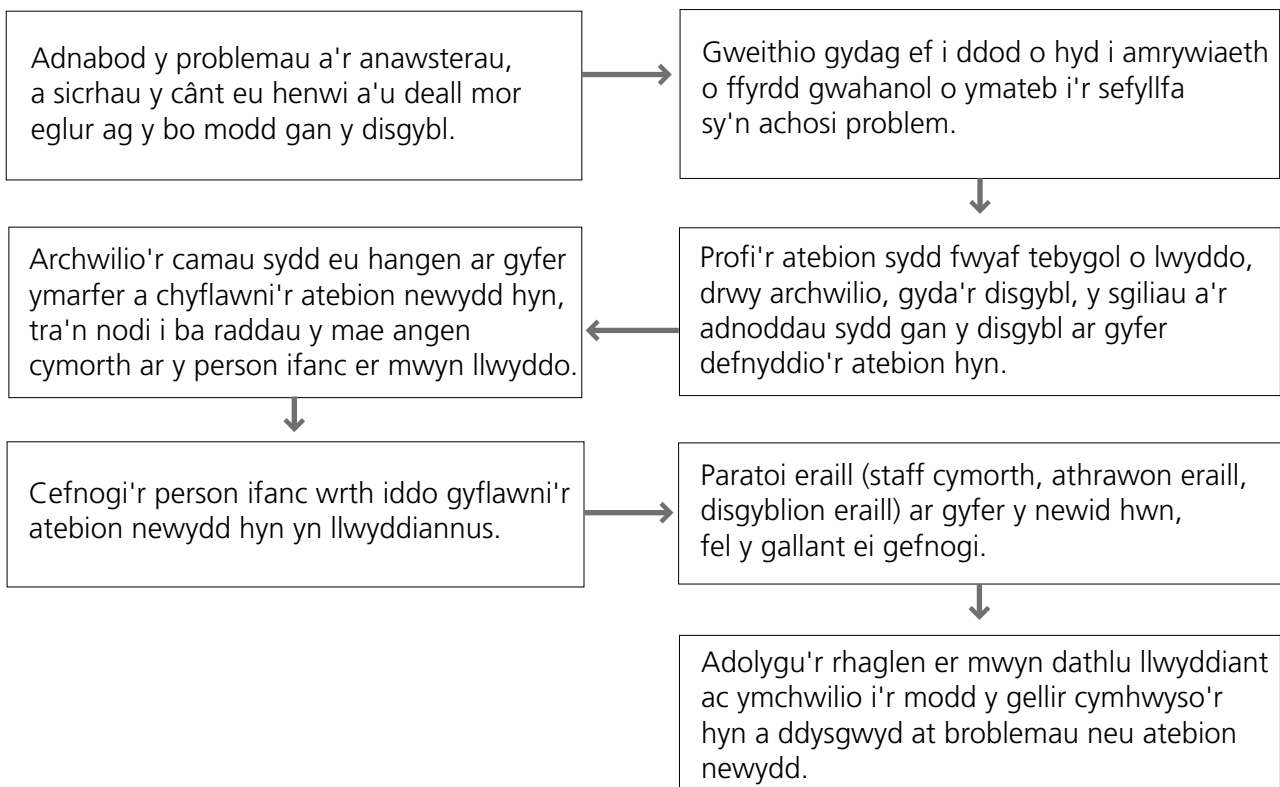 Adnabod y problemau a'r anawsterau,
a sicrhau y cânt eu henwi a'u deall mor
eglur ag y bo modd gan y disgybl.
Gweithio gydag ef i ddod o hyd i amrywiaeth
o ffyrdd gwahanol o ymateb i'r sefyllfa
sy'n achosi problem.
Profi'r atebion sydd fwyaf tebygol o lwyddo,
drwy archwilio, gyda'r disgybl, y sgiliau a'r
adnoddau sydd gan y disgybl ar gyfer
defnyddio'r atebion hyn.
Archwilio'r camau sydd eu hangen ar gyfer
ymarfer a chyflawni'r atebion newydd hyn,
tra'n nodi i ba raddau y mae angen
cymorth ar y person ifanc er mwyn llwyddo.
Cefnogi'r person ifanc wrth iddo gyflawni'r
atebion newydd hyn yn llwyddiannus.
Paratoi eraill (staff cymorth, athrawon eraill,
disgyblion eraill) ar gyfer y newid hwn,
fel y gallant ei gefnogi.
Adolygu'r rhaglen er mwyn dathlu llwyddiant
ac ymchwilio i'r modd y gellir cymhwyso'r
hyn a ddysgwyd at broblemau neu atebion
newydd.